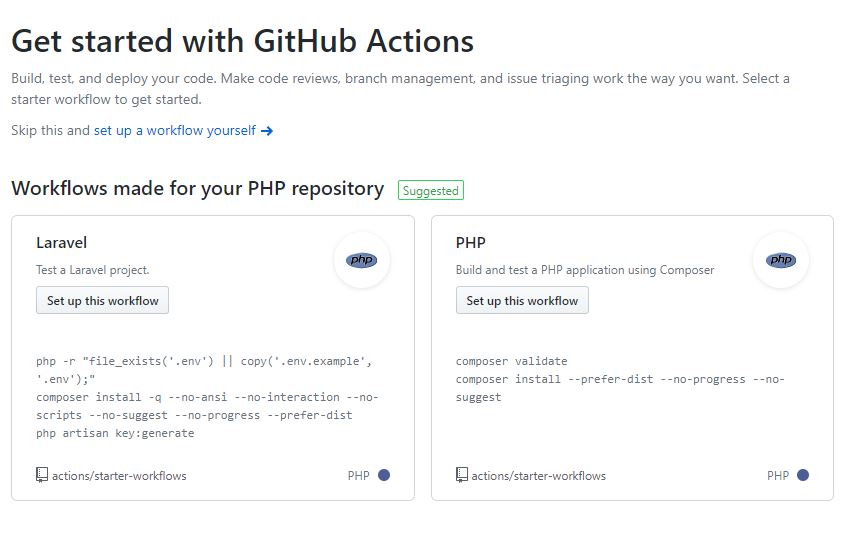 Get started with GitHub Actions
Build, test, and deploy your code. Make code reviews, branch management, and issue triaging work the way you want. Select a
starter workflow to get started.
Skip this and set up a workflow yourself →
Workflows made for your PHP repository Suggested
Laravel
php
Test a Laravel project.
Set up this workflow
php -r "file_exists('.env') || copy('.env.example',
'.env');"
composer install -q --no-ansi --no-interaction --no-
scripts --no-suggest --no-progress --prefer-dist
php artisan key:generate
actions/starter-workflows PHP
PHP
php
Build and test a PHP application using Composer
Set up this workflow
composer validate
composer install --prefer-dist --no-progress --no-
suggest
actions/starter-workflows PHP